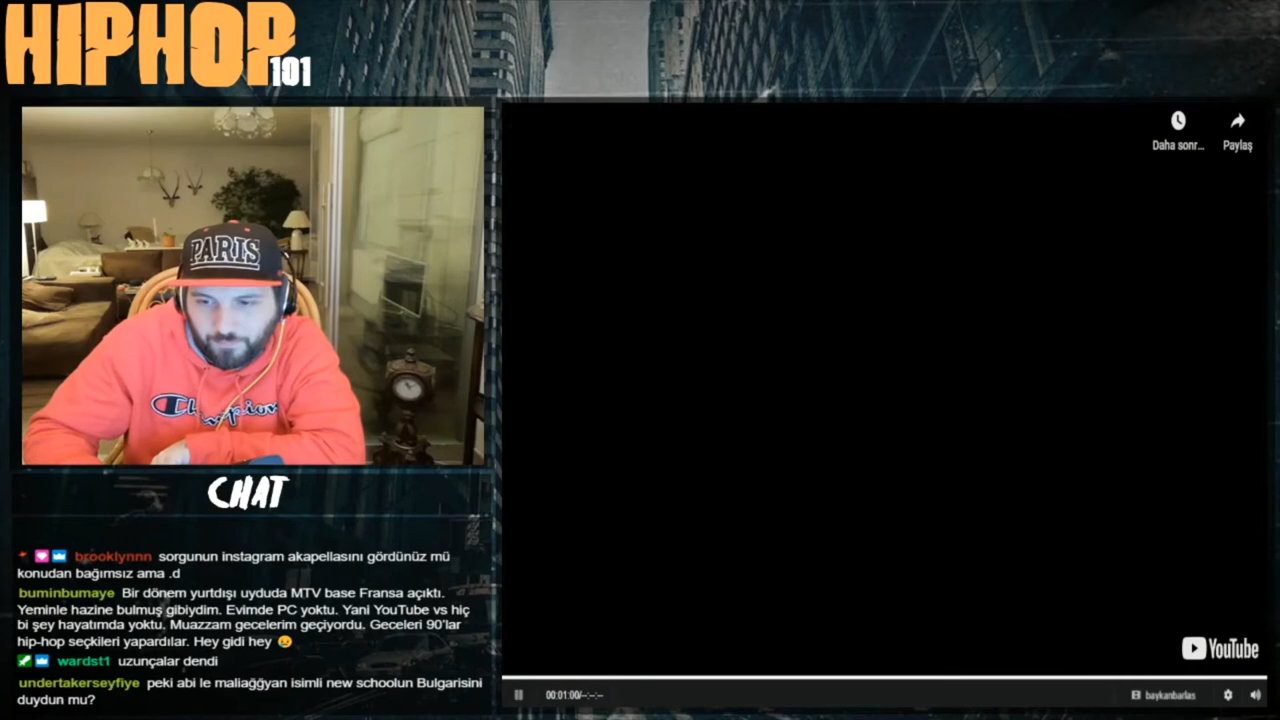 HIPHOP
101
Daha sonr...
Paylaş
PARIS
Champion
CHAT
brooklynnn sorgunun instagram akapellasını gördünüz mü
konudan bağımsız ama .d
buminbumaye Bir dönem yurtdışı uyduda MTV base Fransa açıktı.
Yeminle hazine bulmuş gibiydim. Evimde PC yoktu. Yani YouTube vs hiç
bi şey hayatımda yoktu. Muazzam gecelerim geçiyordu. Geceleri 90'lar
hip-hop seçkileri yapardılar. Hey gidi hey 😢
wardst1 uzunçalar dendi
undertakerseyfiye peki abi le maliaǧğyan isimli new schoolun Bulgarisini
duydun mu?
YouTube
00:01:00/--:--:--
baykanbarlas